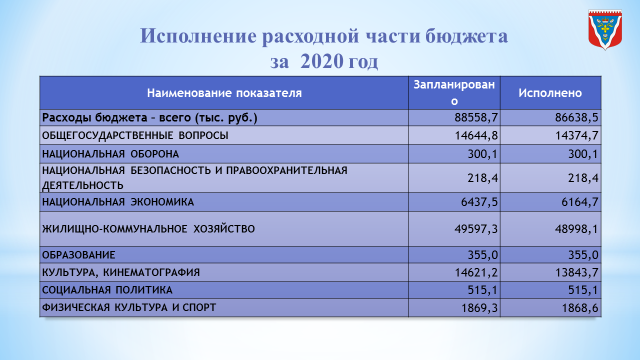 Исполнение расходной части бюджета
за 2020 год
Наименование показателя Запланирован
о Исполнено
Расходы бюджета – всего (тыс. руб.) 88558,7 86638,5
ОБЩЕГОСУДАРСТВЕННЫЕ ВОПРОСЫ 14644,8 14374,7
НАЦИОНАЛЬНАЯ ОБОРОНА 300,1 300,1
НАЦИОНАЛЬНАЯ БЕЗОПАСНОСТЬ И ПРАВООХРАНИТЕЛЬНАЯ
ДЕЯТЕЛЬНОСТЬ 218,4 218,4
НАЦИОНАЛЬНАЯ ЭКОНОМИКА 6437,5 6164,7
ЖИЛИЩНО-КОММУНАЛЬНОЕ ХОЗЯЙСТВО 49597,3 48998,1
ОБРАЗОВАНИЕ 355,0 355,0
КУЛЬТУРА, КИНЕМАТОГРАФИЯ 14621,2 13843,7
СОЦИАЛЬНАЯ ПОЛИТИКА 515,1 515,1
ФИЗИЧЕСКАЯ КУЛЬТУРА И СПОРТ 1869,3 1868,6